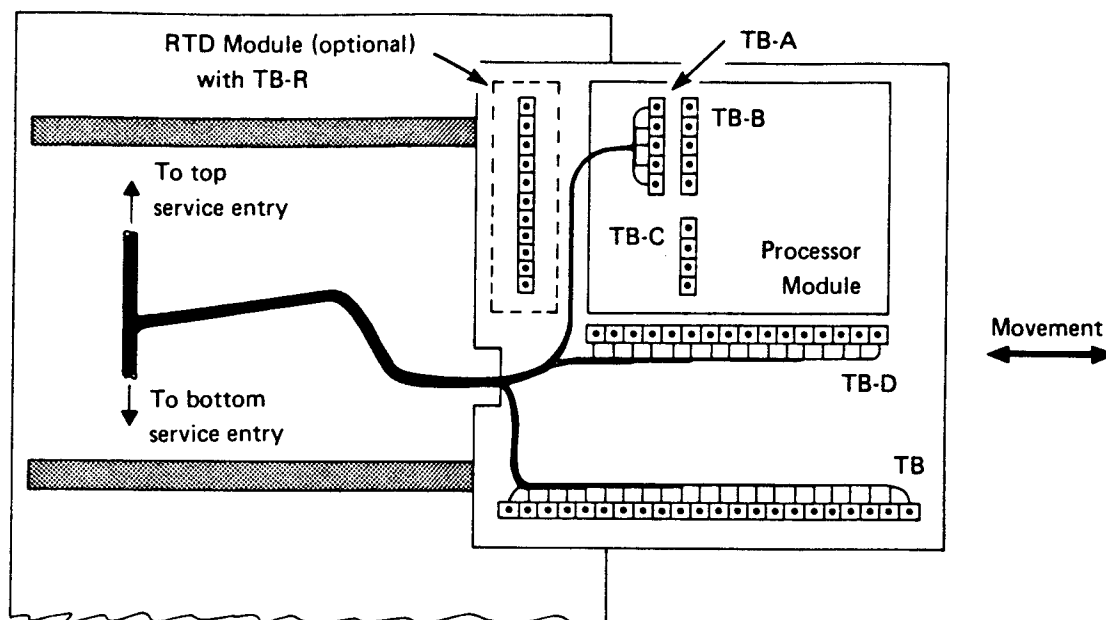 RTD Module (optional)
with TB-R
TB-A
TB-B
To top
service entry
TB-C
Processor
Module
Movement
To bottom
service entry
TB-D
TB